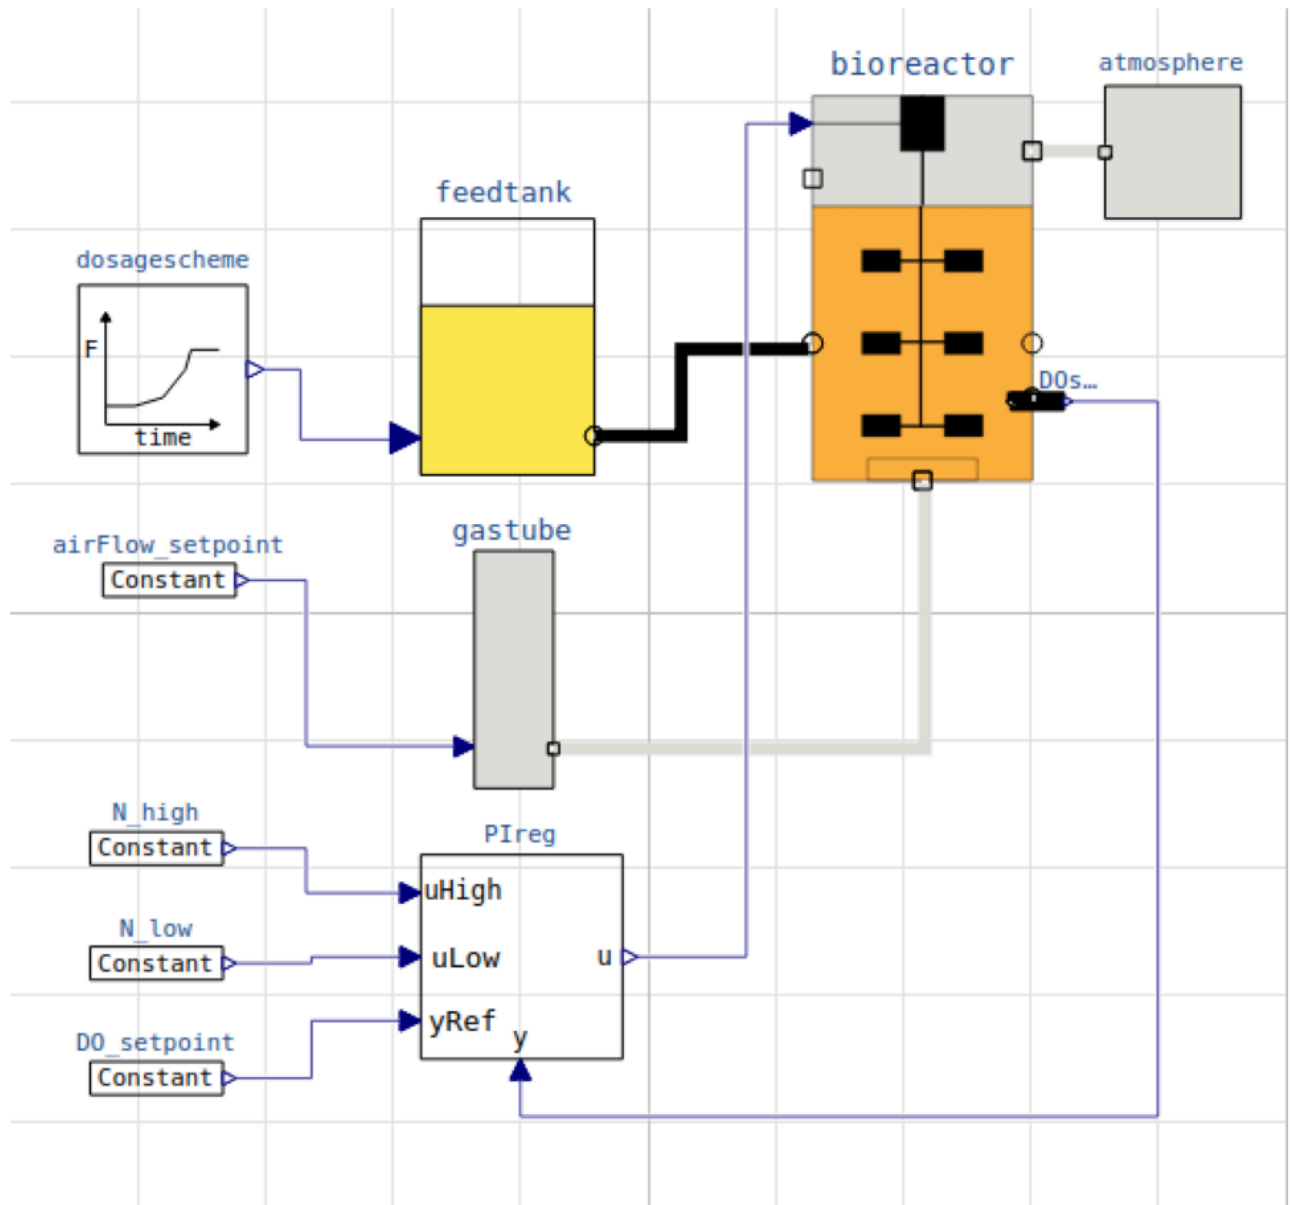 bioreactor
atmosphere
feedtank
dosagescheme
F
time
DOs…
gastube
airFlow_setpoint
Constant
N_high
Constant
PIreg
uHigh
N_low
Constant
uLow
u
yRef
y
DO_setpoint
Constant